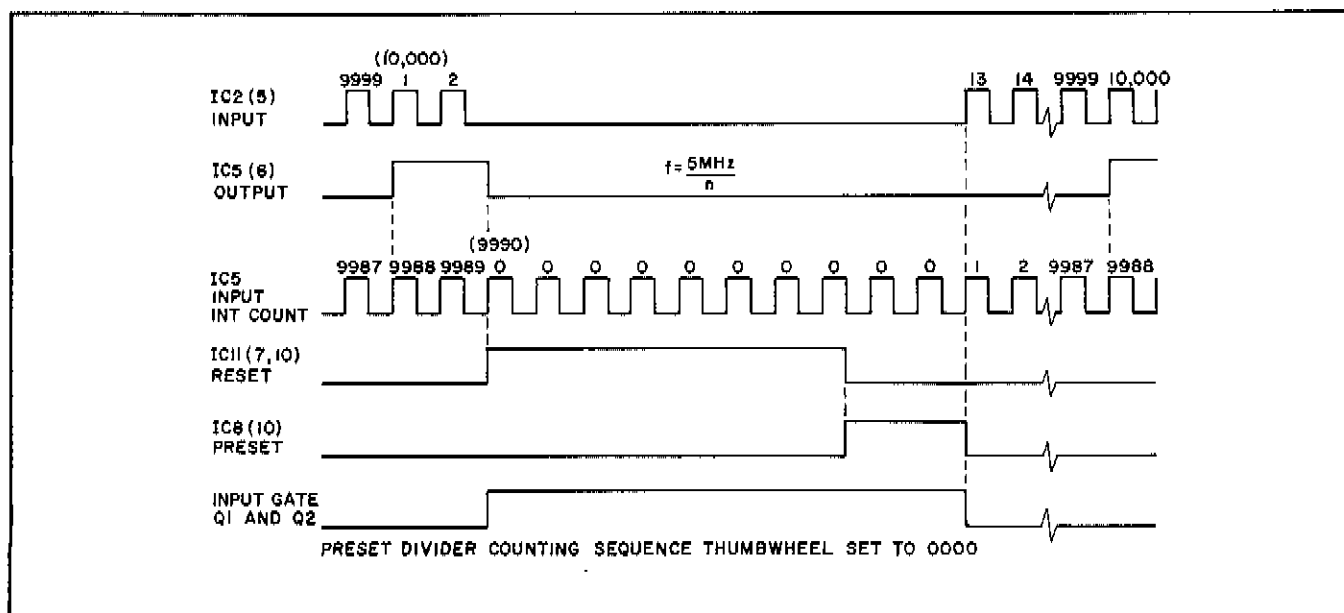 (10,000)
9999 1 2 13 14 9999 10,000
IC2 (5)
INPUT
IC5 (6)
OUTPUT
f = 5MHz
n
(9990)
9987 9988 9989 0 0 0 0 0 0 0 0 0 0 1 2 9987 9988
IC5
INPUT
INT COUNT
IC11 (7,10)
RESET
IC8 (10)
PRESET
INPUT GATE
Q1 AND Q2
PRESET DIVIDER COUNTING SEQUENCE THUMBWHEEL SET TO 0000